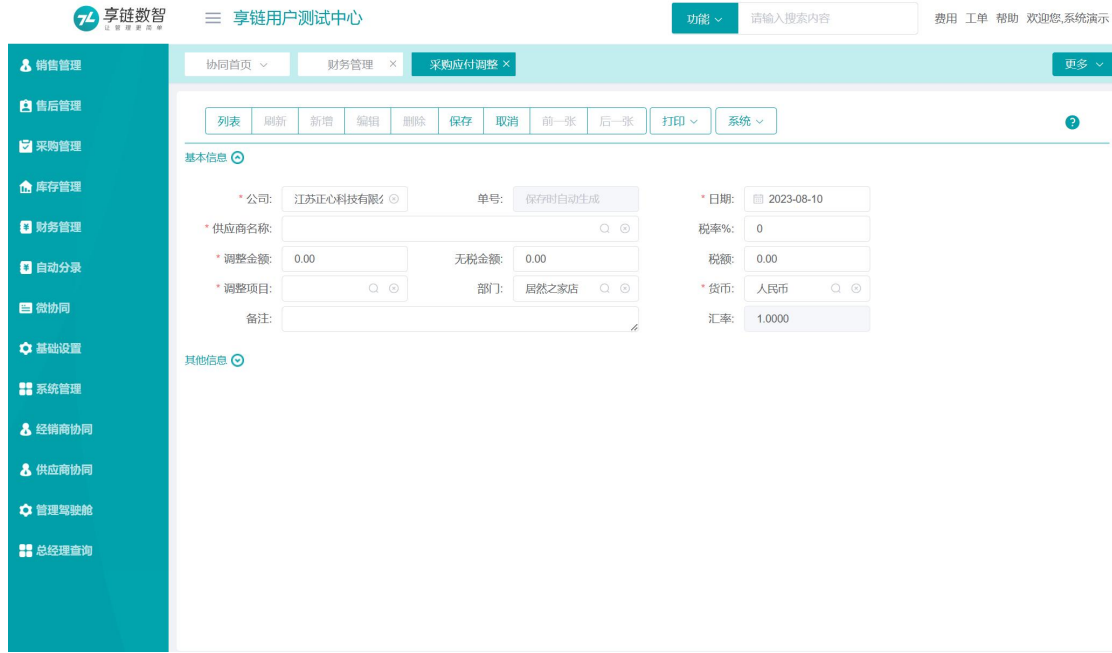 享链数智
让管理更简单
享链用户测试中心
功能
请输入搜索内容
费用 工单 帮助 欢迎您,系统演示
销售管理
售后管理
采购管理
库存管理
财务管理
自动分录
微协同
基础设置
系统管理
经销商协同
供应商协同
管理驾驶舱
总经理查询
协同首页 财务管理 × 采购应付调整 × 更多
列表 刷新 新增 编辑 删除 保存 取消 前一张 后一张 打印 系统
基本信息
* 公司: 江苏正心科技有限 单号: 保存时自动生成 * 日期: 2023-08-10
* 供应商名称: 税率%: 0
* 调整金额: 0.00 无税金额: 0.00 税额: 0.00
* 调整项目: 部门: 居然之家店 * 货币: 人民币
备注: 汇率: 1.0000
其他信息